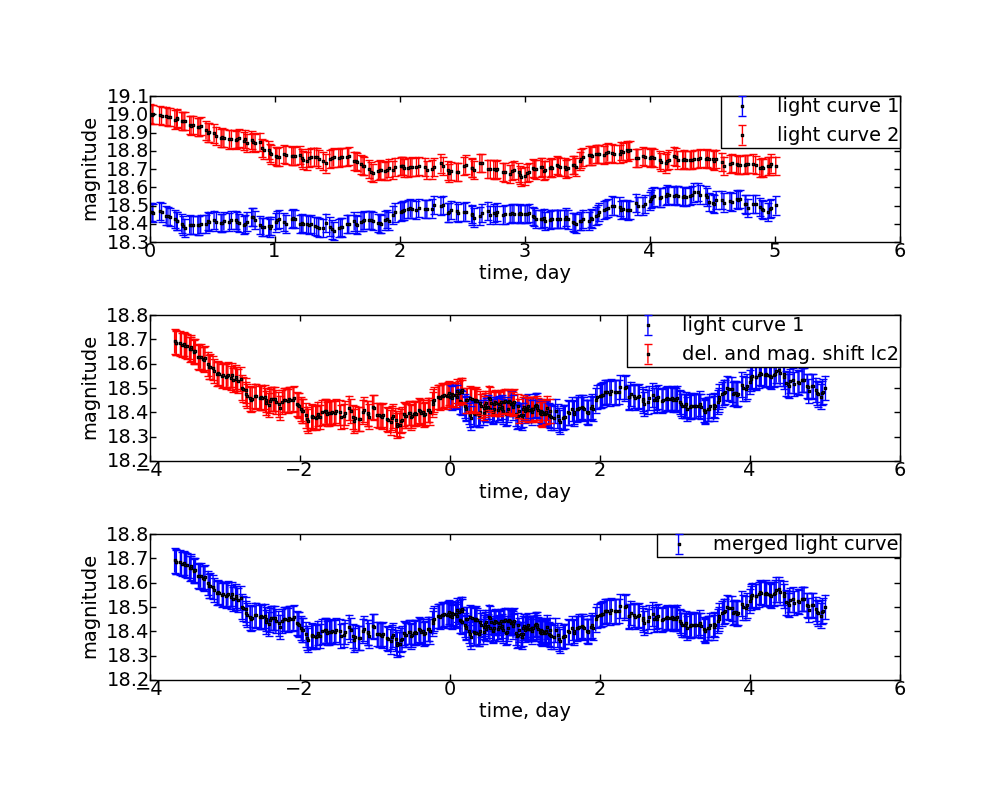 19.1
19.0
18.9
18.8
18.7
18.6
18.5
18.4
18.3
magnitude
light curve 1
light curve 2
0 1 2 3 4 5 6
time, day
18.8
18.7
18.6
18.5
18.4
18.3
18.2
magnitude
light curve 1
del. and mag. shift lc2
−4 −2 0 2 4 6
time, day
18.8
18.7
18.6
18.5
18.4
18.3
18.2
magnitude
merged light curve
−4 −2 0 2 4 6
time, day